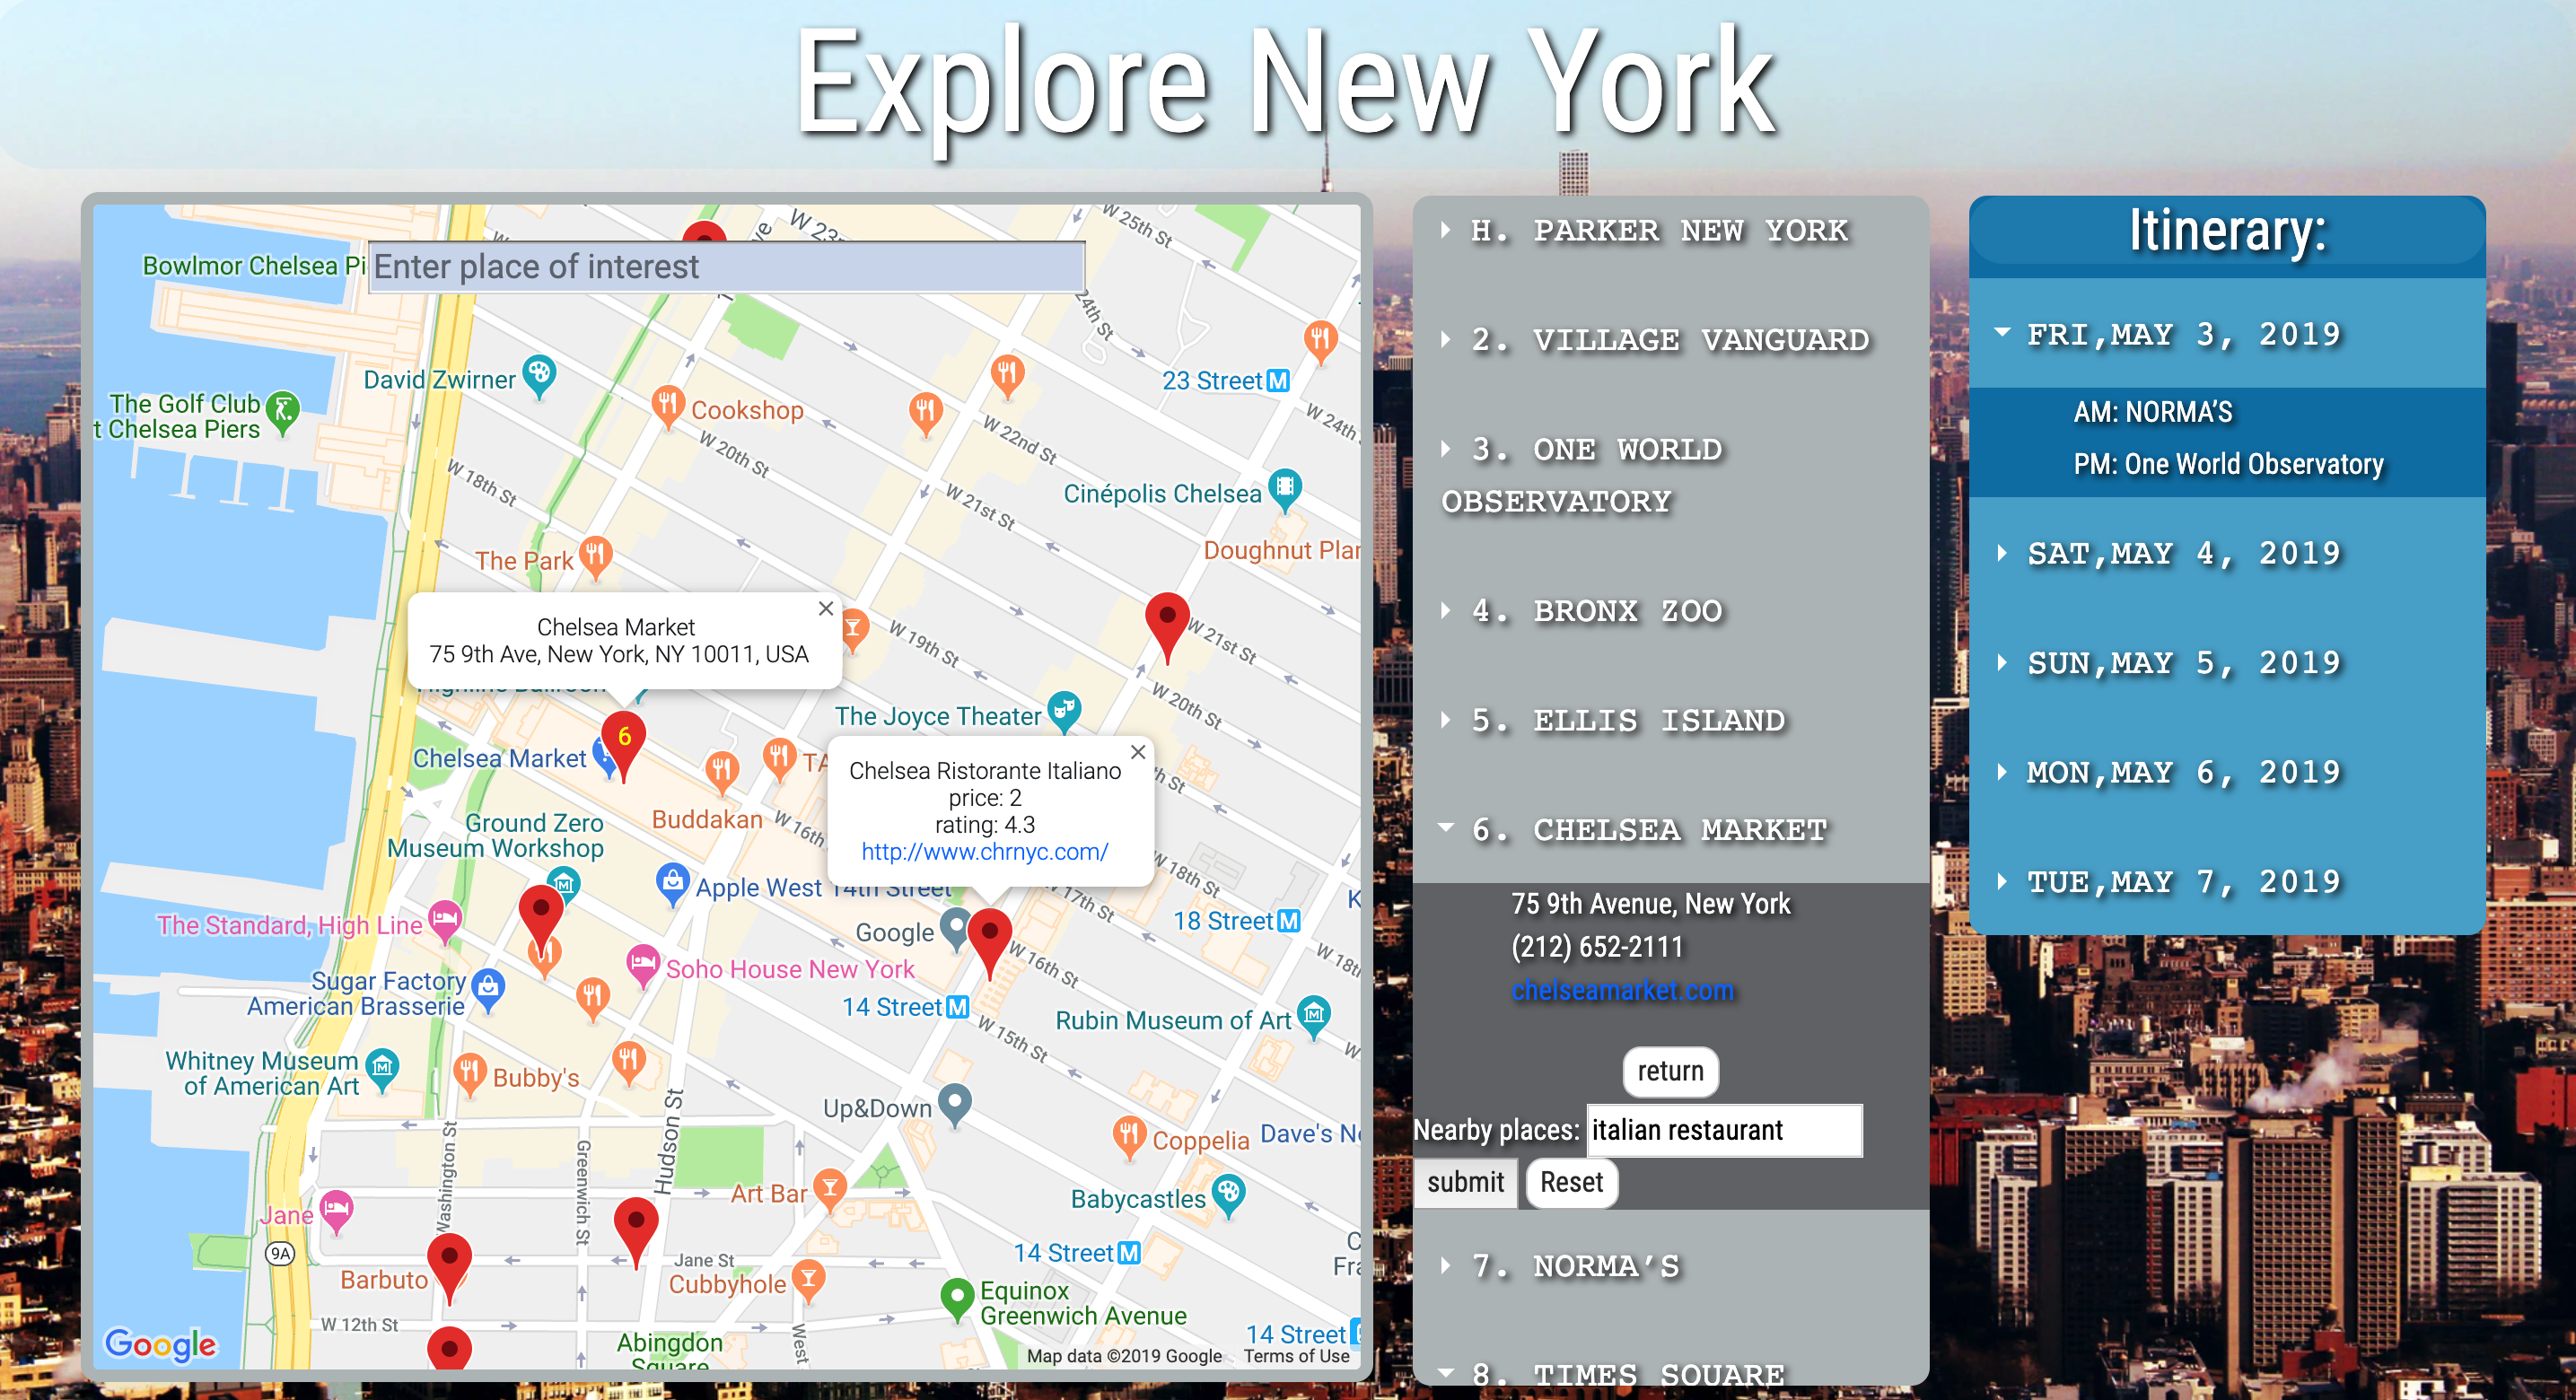 Explore New York
Enter place of interest
Bowlmor Chelsea Pi
W 25th St
24th St
David Zwirner
23 Street M
The Golf Club
t Chelsea Piers
Cookshop
W 24th
W 22nd St
W 20th St
W 18th St
Cinépolis Chelsea
W 21st St
The Park
Doughnut Plan
Chelsea Market
75 9th Ave, New York, NY 10011, USA
W 19th St
W 21st St
W 20th St
The Joyce Theater
6
Chelsea Market
Chelsea Ristorante Italiano
price: 2
rating: 4.3
http://www.chrnyc.com/
TA
Buddakan
W 16th
Ground Zero
Museum Workshop
Apple West 14th Street
W 18th St
W 17th St
18 Street M
The Standard, High Line
Google
Soho House New York
W 16th St
W 18th
Sugar Factory
American Brasserie
14 Street M
Rubin Museum of Art
W 15th St
Whitney Museum
of American Art
Bubby's
Up&Down
Coppelia
Dave's Ne
Washington St
Greenwich St
Hudson St
Art Bar
Babycastles
Jane
9A
14 Street M
Jane St
Barbuto
Cubbyhole
Equinox
Greenwich Avenue
W 12th St
West
Abingdon
Square
14 Street
Google
Map data ©2019 Google Terms of Use
H. PARKER NEW YORK
2. VILLAGE VANGUARD
3. ONE WORLD
OBSERVATORY
4. BRONX ZOO
5. ELLIS ISLAND
6. CHELSEA MARKET
75 9th Avenue, New York
(212) 652-2111
chelseamarket.com
return
Nearby places: italian restaurant
submit Reset
7. NORMA’S
8. TIMES SQUARE
Itinerary:
FRI,MAY 3, 2019
AM: NORMA’S
PM: One World Observatory
SAT,MAY 4, 2019
SUN,MAY 5, 2019
MON,MAY 6, 2019
TUE,MAY 7, 2019